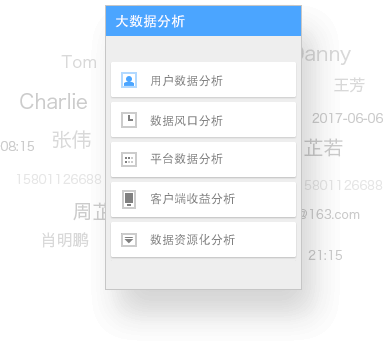 大数据分析
Tom
Danny
用户数据分析
王芳
Charlie
数据风口分析
2017-06-06
张伟
08:15
芷若
平台数据分析
15801126688
5801126688
客户端收益分析
周芷
@163.com
肖明鹏
数据资源化分析
21:15